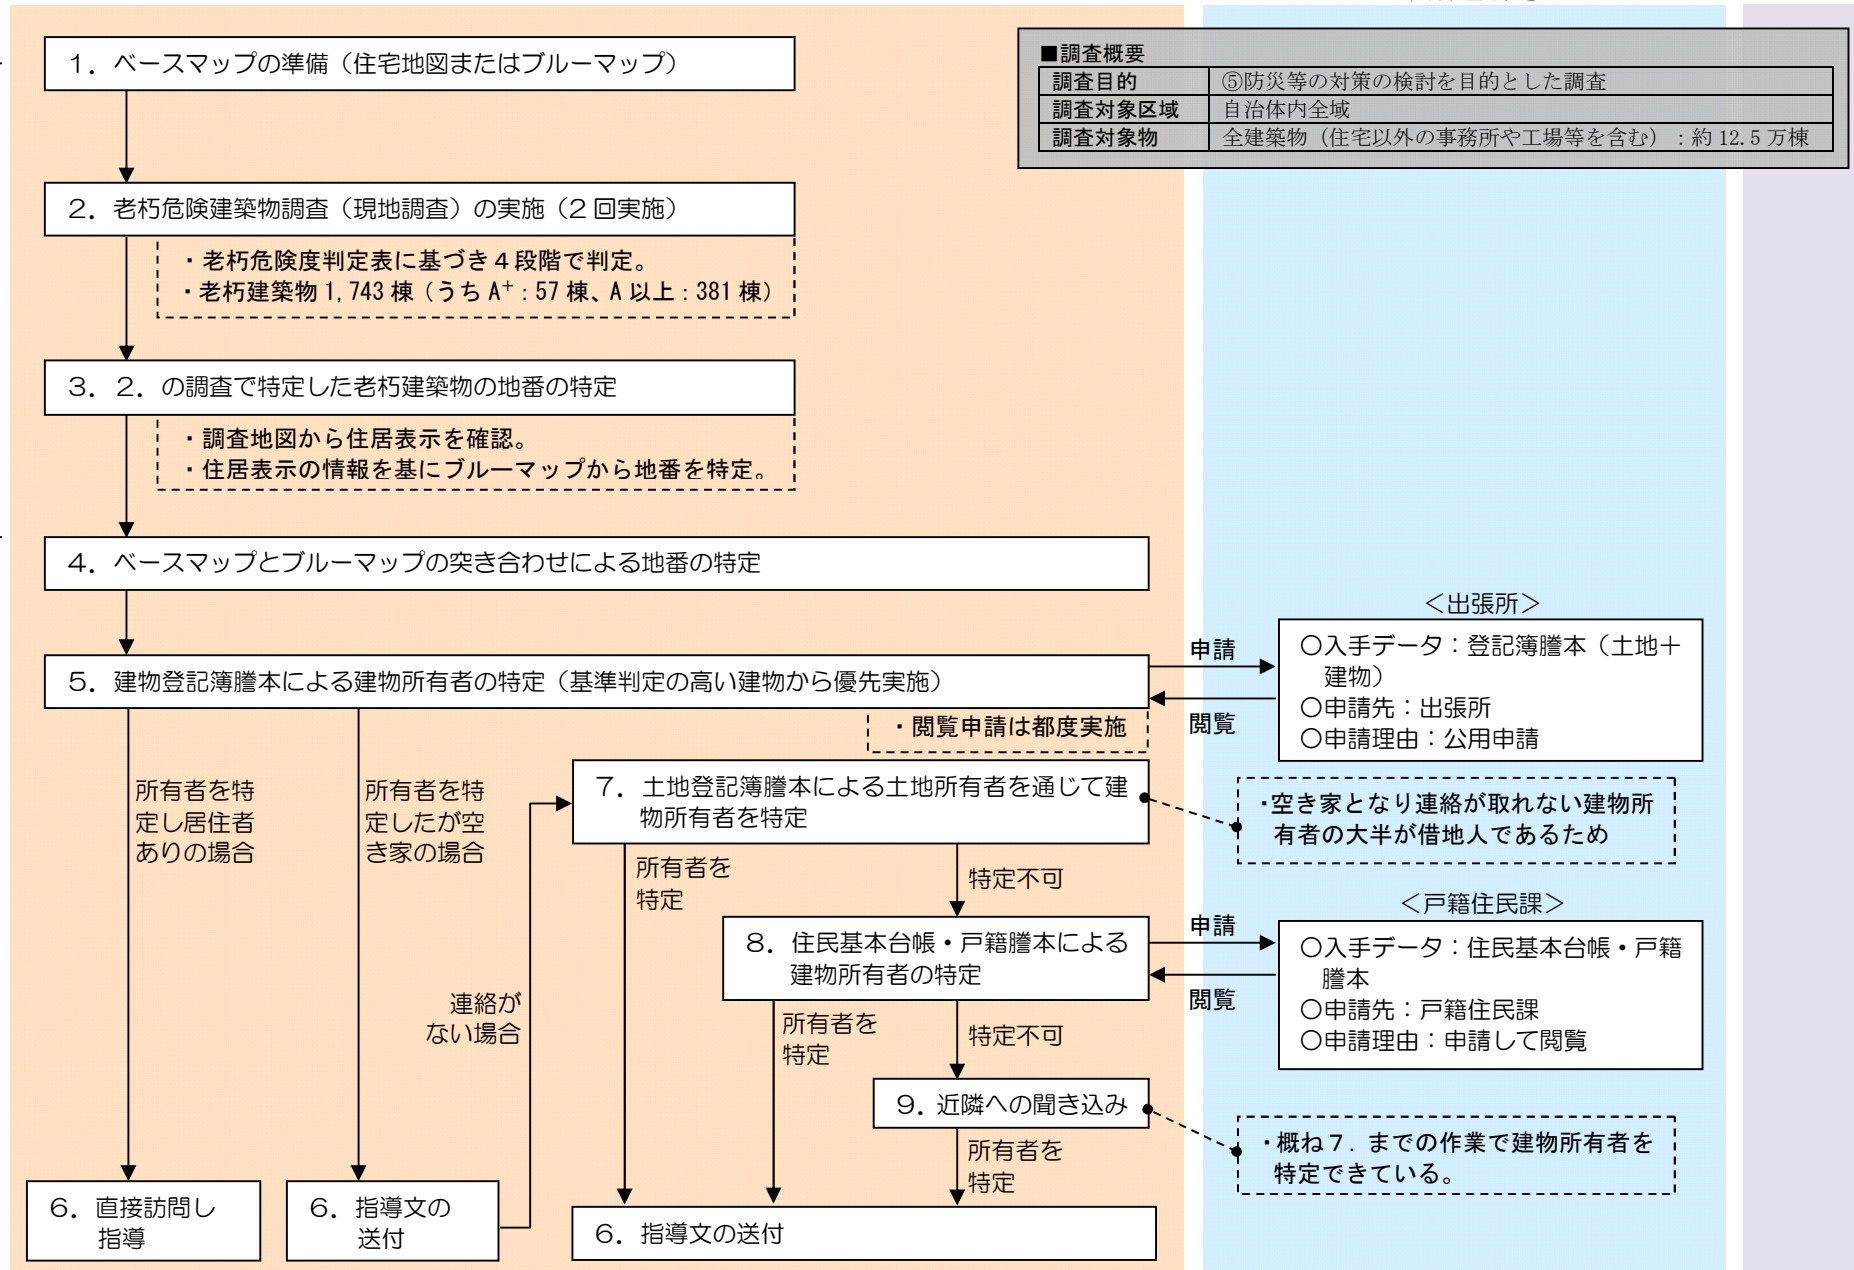 1．ベースマップの準備（住宅地図またはブルーマップ）
■調査概要
調査目的 ⑤防災等の対策の検討を目的とした調査
調査対象区域 自治体内全域
調査対象物 全建築物（住宅以外の事務所や工場等を含む）：約12.5万棟
2．老朽危険建築物調査（現地調査）の実施（2回実施）
・老朽危険度判定表に基づき４段階で判定。
・老朽建築物1,743棟（うちA⁺：57棟、A以上：381棟）
3．2．の調査で特定した老朽建築物の地番の特定
・調査地図から住居表示を確認。
・住居表示の情報を基にブルーマップから地番を特定。
4．ベースマップとブルーマップの突き合わせによる地番の特定
5．建物登記簿謄本による建物所有者の特定（基準判定の高い建物から優先実施）
・閲覧申請は都度実施
申請
閲覧
＜出張所＞
○入手データ：登記簿謄本（土地＋
建物）
○申請先：出張所
○申請理由：公用申請
所有者を特
定し居住者
ありの場合
所有者を特
定したが空
き家の場合
7．土地登記簿謄本による土地所有者を通じて建
物所有者を特定
・空き家となり連絡が取れない建物所
有者の大半が借地人であるため
所有者を
特定
特定不可
8．住民基本台帳・戸籍謄本による
建物所有者の特定
申請
閲覧
＜戸籍住民課＞
○入手データ：住民基本台帳・戸籍
謄本
○申請先：戸籍住民課
○申請理由：申請して閲覧
連絡が
ない場合
所有者を
特定
特定不可
9．近隣への聞き込み
・概ね７．までの作業で建物所有者を
特定できている。
所有者を
特定
6．直接訪問し
指導
6．指導文の
送付
6．指導文の送付